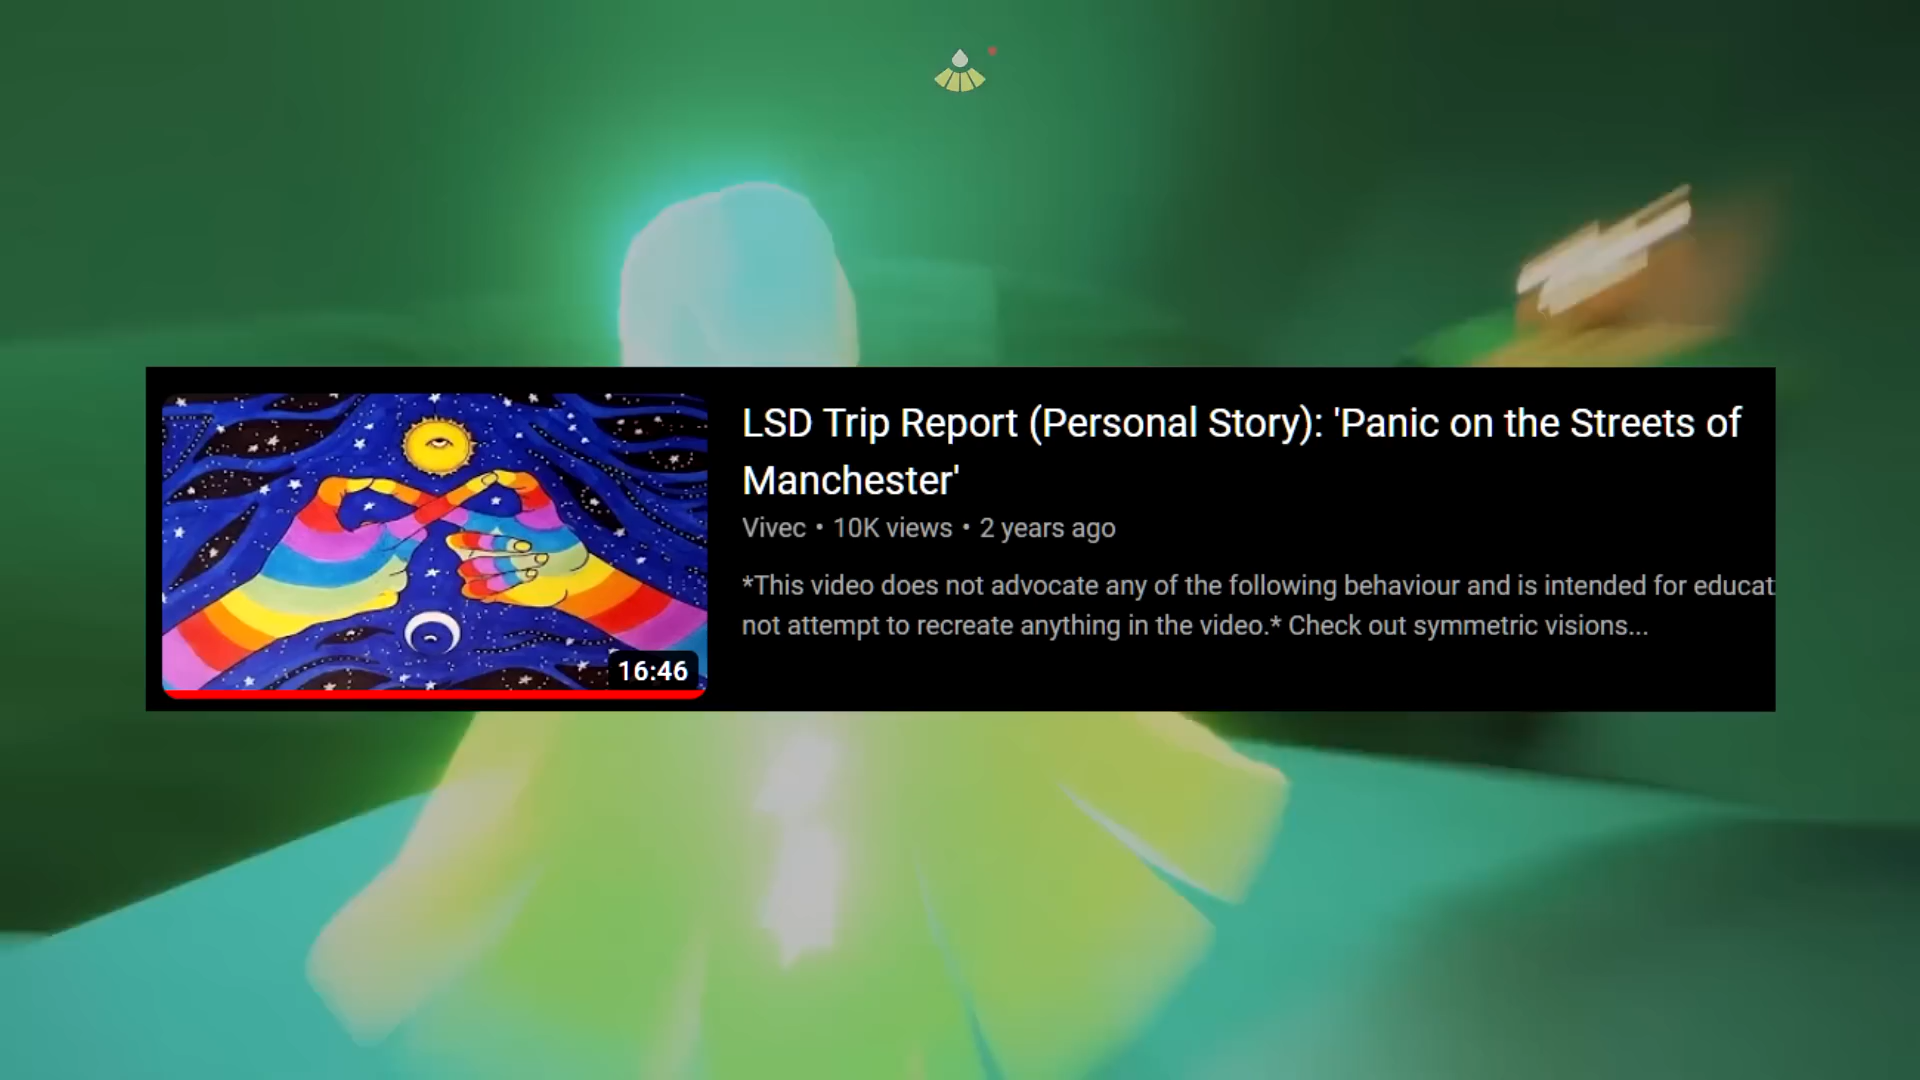 LSD Trip Report (Personal Story): 'Panic on the Streets of
Manchester'
Vivec • 10K views • 2 years ago
*This video does not advocate any of the following behaviour and is intended for educat
not attempt to recreate anything in the video.* Check out symmetric visions...
16:46